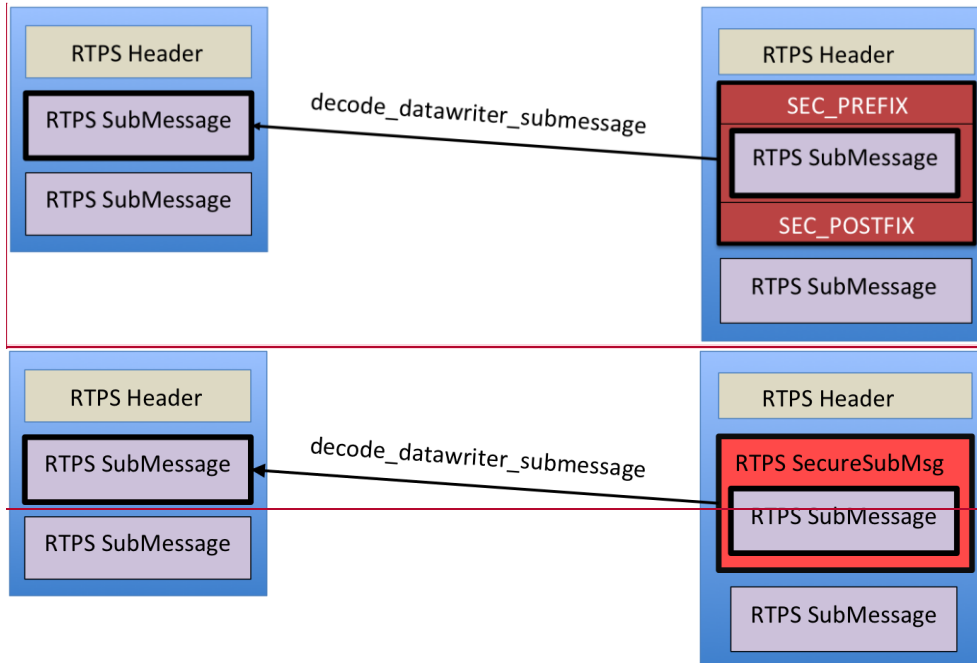 RTPS Header
RTPS SubMessage
RTPS SubMessage
decode_datawriter_submessage
RTPS Header
SEC_PREFIX
RTPS SubMessage
SEC_POSTFIX
RTPS SubMessage
RTPS Header
RTPS SubMessage
RTPS SubMessage
decode_datawriter_submessage
RTPS Header
RTPS SecureSubMsg
RTPS SubMessage
RTPS SubMessage